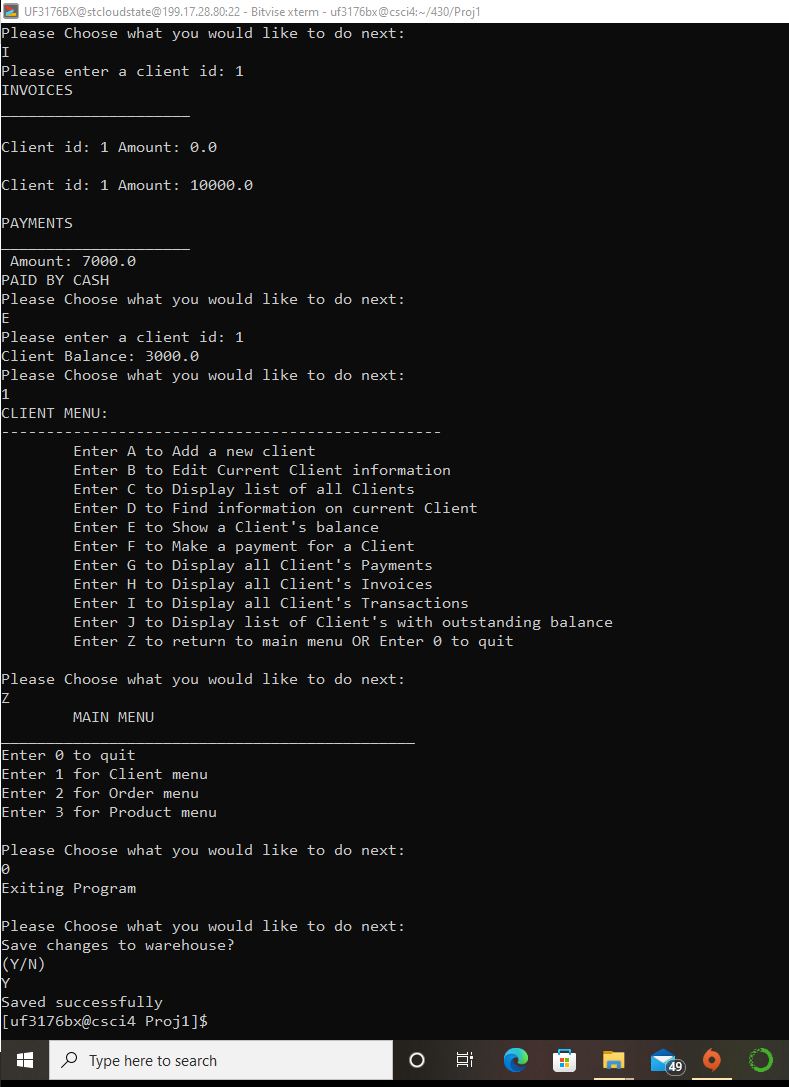 UF3176BX@stcloudstate@199.17.28.80:22 - Bitvise xterm - uf3176bx@csci4:~/430/Proj1
Please Choose what you would like to do next:
I
Please enter a client id: 1
INVOICES
_____________________
Client id: 1 Amount: 0.0
Client id: 1 Amount: 10000.0
PAYMENTS
_____________________
 Amount: 7000.0
PAID BY CASH
Please Choose what you would like to do next:
E
Please enter a client id: 1
Client Balance: 3000.0
Please Choose what you would like to do next:
1
CLIENT MENU:
-------------------------------------------------
Enter A to Add a new client
Enter B to Edit Current Client information
Enter C to Display list of all Clients
Enter D to Find information on current Client
Enter E to Show a Client's balance
Enter F to Make a payment for a Client
Enter G to Display all Client's Payments
Enter H to Display all Client's Invoices
Enter I to Display all Client's Transactions
Enter J to Display list of Client's with outstanding balance
Enter Z to return to main menu OR Enter 0 to quit
Please Choose what you would like to do next:
Z
MAIN MENU
______________________________________________
Enter 0 to quit
Enter 1 for Client menu
Enter 2 for Order menu
Enter 3 for Product menu
Please Choose what you would like to do next:
0
Exiting Program
Please Choose what you would like to do next:
Save changes to warehouse?
(Y/N)
Y
Saved successfully
[uf3176bx@csci4 Proj1]$
Type here to search
49